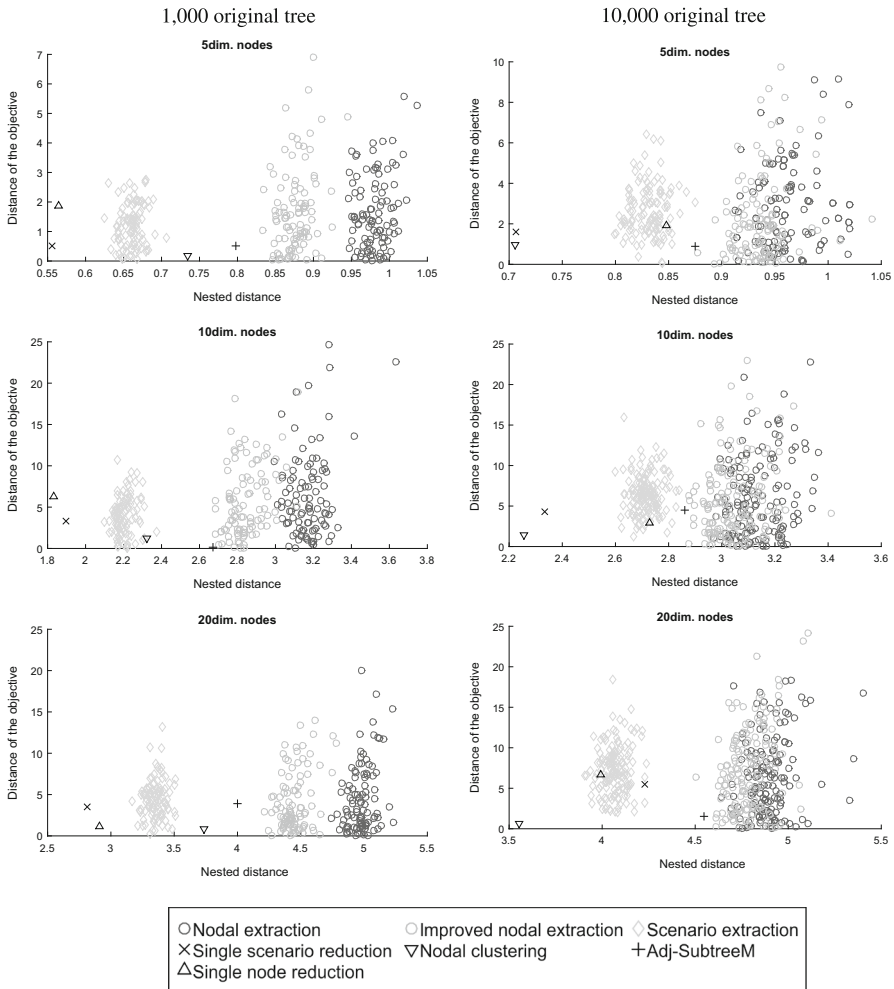 1,000 original tree
10,000 original tree
5dim. nodes
Distance of the objective
7
6
5
4
3
2
1
0
0.55 0.6 0.65 0.7 0.75 0.8 0.85 0.9 0.95 1 1.05
Nested distance
5dim. nodes
Distance of the objective
10
8
6
4
2
0
0.7 0.75 0.8 0.85 0.9 0.95 1 1.05
Nested distance
10dim. nodes
Distance of the objective
25
20
15
10
5
0
1.8 2 2.2 2.4 2.6 2.8 3 3.2 3.4 3.6 3.8
Nested distance
10dim. nodes
Distance of the objective
25
20
15
10
5
0
2.2 2.4 2.6 2.8 3 3.2 3.4 3.6
Nested distance
20dim. nodes
Distance of the objective
25
20
15
10
5
0
2.5 3 3.5 4 4.5 5 5.5
Nested distance
20dim. nodes
Distance of the objective
25
20
15
10
5
0
3.5 4 4.5 5 5.5
Nested distance
Nodal extraction Improved nodal extraction Scenario extraction
Single scenario reduction Nodal clustering Adj-SubtreeM
Single node reduction